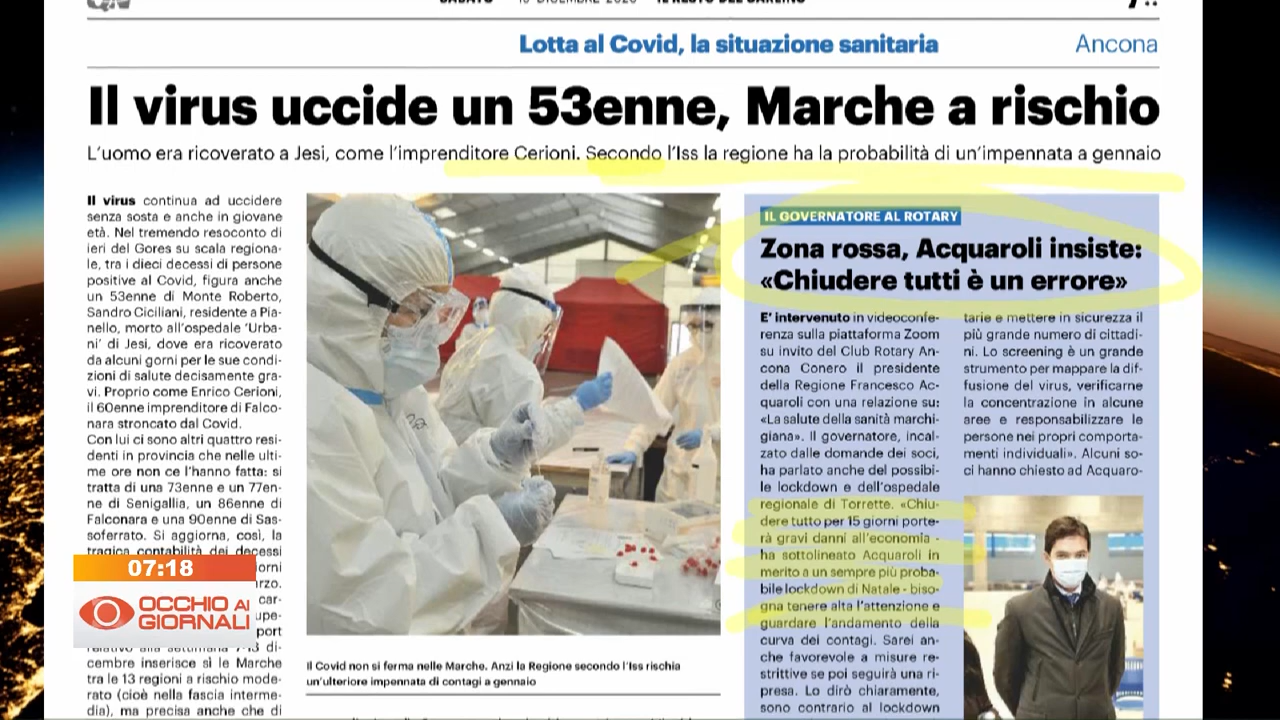 Lotta al Covid, la situazione sanitaria
Ancona
Il virus uccide un 53enne, Marche a rischio
L'uomo era ricoverato a Jesi, come l'imprenditore Cerioni. Secondo l'Iss la regione ha la probabilità di un'impennata a gennaio
Il virus continua ad uccidere
senza sosta e anche in giovane
età. Nel tremendo resoconto di
ieri del Gores su scala regiona-
le, tra i dieci decessi di persone
positive al Covid, figura anche
un 53enne di Monte Roberto,
Sandro Ciciliani, residente a Pia-
nello, morto all'ospedale 'Urba-
ni' di Jesi, dove era ricoverato
da alcuni gorni per le sue condi-
zioni di salute decisamente gra-
vi. Proprio come Enrico Cerioni,
il 60enne imprenditore di Falco-
nara stroncato dal Covid.
Con lui ci sono altri quattro resi-
denti in provincia che nelle ulti-
me ore non ce l'hanno fatta: si
tratta di una 73enne e un 77en-
ne di Senigallia, un 86enne di
Falconara e una 90enne di Sas-
soferrato. Si aggiorna, così, la
tragica contabilità dei decessi
iorni
rzo.
car-
upe-
port
relativo alla settimana 7-13 di-
cembre inserisce sì le Marche
tra le 13 regioni a rischio mode-
rato (cioè nella fascia interme-
dia), ma precisa anche che di
07:18
OCCHIO AI
GIORNALI
Il Covid non si ferma nelle Marche. Anzi la Regione secondo l'Iss rischia
un'ulteriore impennata di contagi a gennaio
IL GOVERNATORE AL ROTARY
Zona rossa, Acquaroli insiste:
«Chiudere tutti è un errore»
E' intervenuto in videoconfe-
renza sulla piattaforma Zoom
su invito del Club Rotary An-
cona Conero il presidente
della Regione Francesco Ac-
quaroli con una relazione su:
«La salute della sanità marchi-
giana». Il governatore, incal-
zato dalle domande dei soci,
ha parlato anche del possibi-
le lockdown e dell'ospedale
regionale di Torrette. «Chiu-
dere tutto per 15 giorni porte-
rà gravi danni all'economia -
ha sottolineato Acquaroli in
merito a un sempre più proba-
bile lockdown di Natale - biso-
gna tenere alta l'attenzione e
guardare l'andamento della
curva dei contagi. Sarei an-
che favorevole a misure re-
strittive se poi seguirà una ri-
presa. Lo dirò chiaramente,
sono contrario al lockdown
tarie e mettere in sicurezza il
più grande numero di cittadi-
ni. Lo screening è un grande
strumento per mappare la dif-
fusione del virus, verificarne
la concentrazione in alcune
aree e responsabilizzare le
persone nei propri comporta-
menti individuali». Alcuni so-
ci hanno chiesto ad Acquaro-